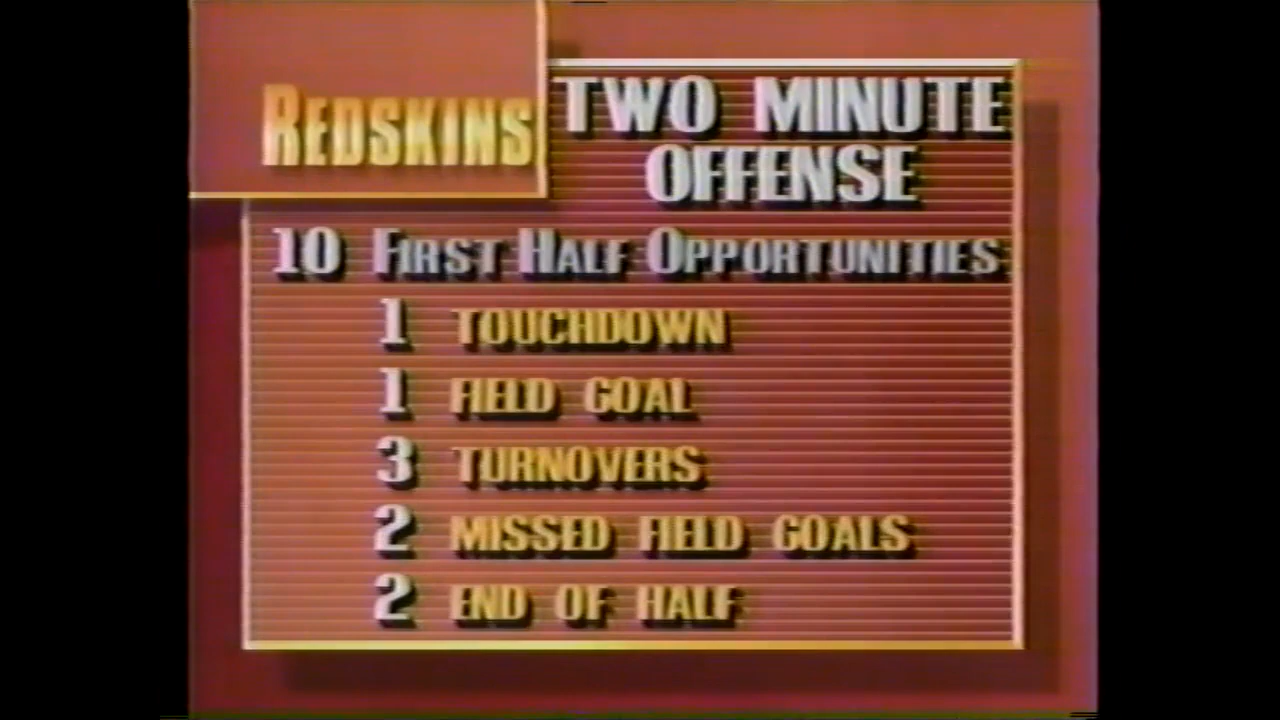 REDSKINS
TWO MINUTE
OFFENSE
10 FIRST HALF OPPORTUNITIES
1 TOUCHDOWN
1 FIELD GOAL
3 TURNOVERS
2 MISSED FIELD GOALS
2 END OF HALF